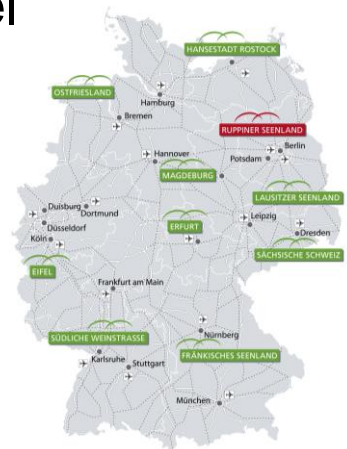 HANSESTADT ROSTOCK
OSTFRIESLAND
Hamburg
Bremen
RUPPINER SEENLAND
Berlin
Hannover
Potsdam
MAGDEBURG
LAUSITZER SEENLAND
Duisburg
Dortmund
Düsseldorf
Köln
ERFURT
Leipzig
Dresden
SÄCHSISCHE SCHWEIZ
EIFEL
Frankfurt am Main
SÜDLICHE WEINSTRASSE
Nürnberg
FRÄNKISCHES SEENLAND
Karlsruhe
Stuttgart
München